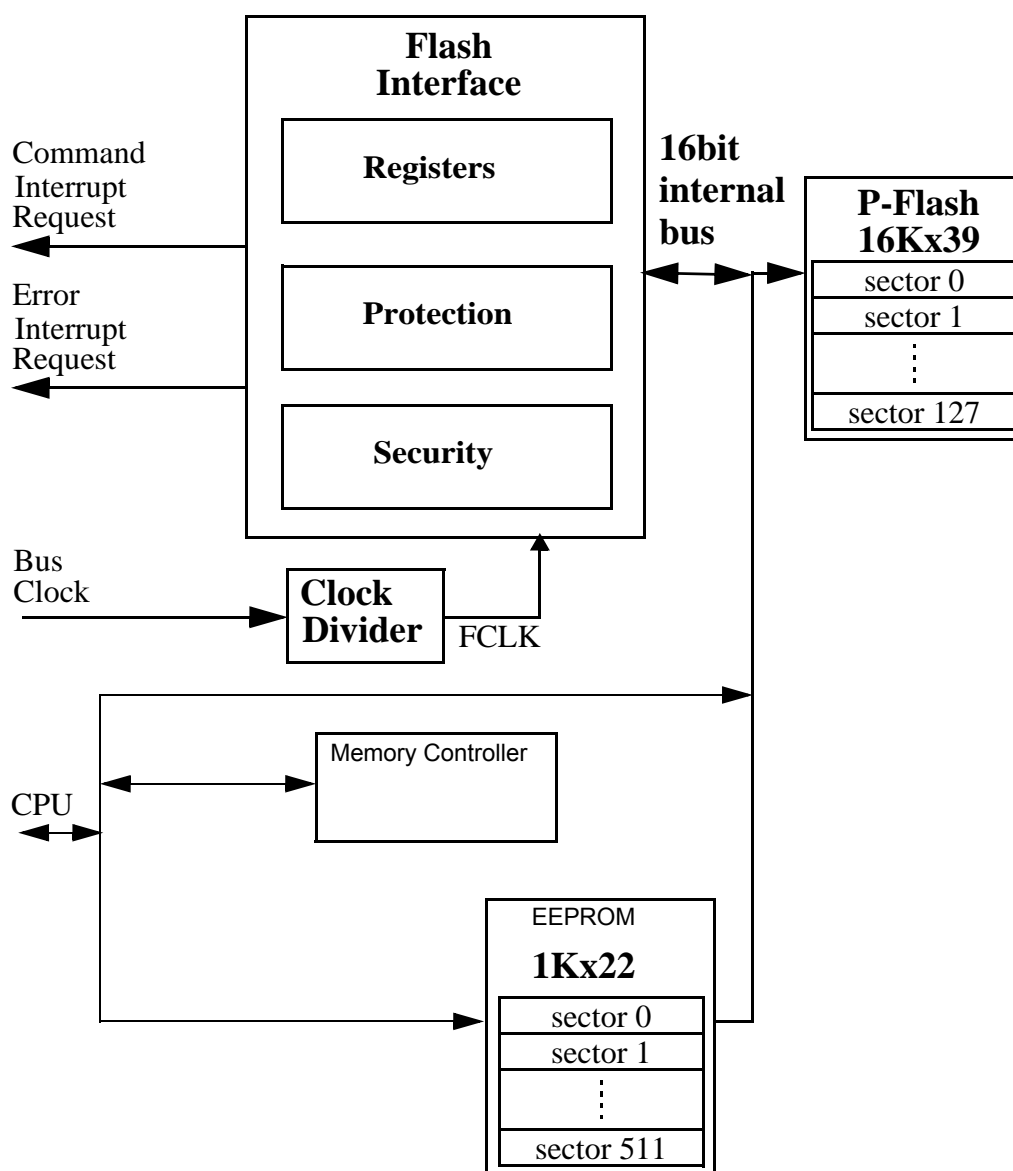 Flash
Interface
Registers
Protection
Security
Command
Interrupt
Request
Error
Interrupt
Request
16bit
internal
bus
P-Flash
16Kx39
sector 0
sector 1
sector 127
Bus
Clock
Clock
Divider
FCLK
Memory Controller
CPU
EEPROM
1Kx22
sector 0
sector 1
sector 511